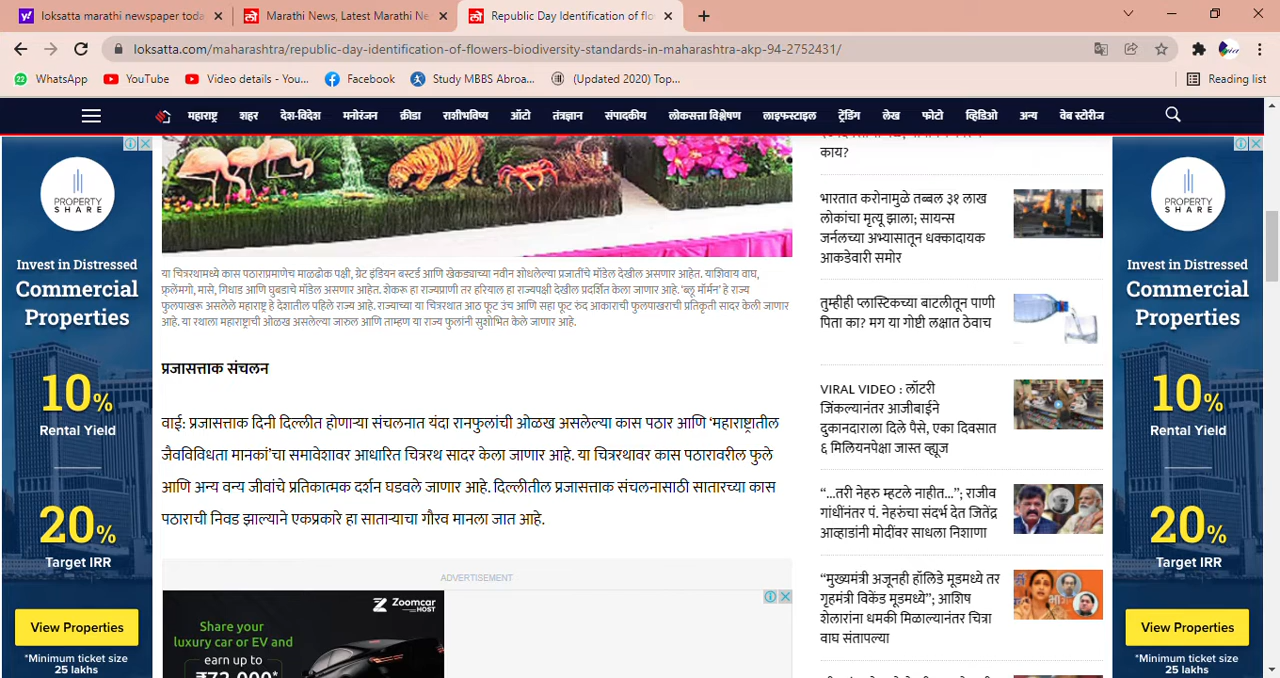 loksatta marathi newspaper today
Marathi News, Latest Marathi Ne
Republic Day Identification of flo
loksatta.com/maharashtra/republic-day-identification-of-flowers-biodiversity-standards-in-maharashtra-akp-94-2752431/
WhatsApp
YouTube
Video details - You...
Facebook
Study MBBS Abroa...
(Updated 2020) Top...
Reading list
महाराष्ट्र
शहर
देश-विदेश
मनोरंजन
क्रीडा
राशीभविष्य
ऑटो
तंत्रज्ञान
संपादकीय
लोकसत्ता विश्लेषण
लाइफस्टाइल
ट्रेंडिंग
लेख
फोटो
व्हिडिओ
अन्य
वेब स्टोरीज
PROPERTY
SHARE
Invest in Distressed
Commercial
Properties
10%
Rental Yield
20%
Target IRR
View Properties
*Minimum ticket size
25 lakhs
या चित्ररथामध्ये कास पठाराप्रमाणेच माळढोक पक्षी, ग्रेट इंडियन बस्टर्ड आणि खेकड्याच्या नवीन शोधलेल्या प्रजातींचे मॉडेल देखील असणार आहेत. याशिवाय वाघ,
फ्लेमिंगो, मासे, गिधाड आणि घुबडाचे मॉडेल असणार आहेत. शेकरू हा राज्यप्राणी तर हरियाल हा राज्यपक्षी देखील प्रदर्शित केला जाणार आहे. ‘ब्लू मॉर्मन’ हे राज्य
फुलपाखरू असलेले महाराष्ट्र हे देशातील पहिले राज्य आहे. राज्याच्या या चित्ररथात आठ फूट उंच आणि सहा फूट रुंद आकाराची फुलपाखराची प्रतिकृती सादर केली जाणार
आहे. या रथाला महाराष्ट्राची ओळख असलेल्या जारुल आणि ताम्हण या राज्य फुलांनी सुशोभित केले जाणार आहे.
प्रजासत्ताक संचलन
वाई: प्रजासत्ताक दिनी दिल्लीत होणाऱ्या संचलनात यंदा रानफुलांची ओळख असलेल्या कास पठार आणि ‘महाराष्ट्रातील
जैवविविधता मानकां’चा समावेशावर आधारित चित्ररथ सादर केला जाणार आहे. या चित्ररथावर कास पठारावरील फुले
आणि अन्य वन्य जीवांचे प्रतिकात्मक दर्शन घडवले जाणार आहे. दिल्लीतील प्रजासत्ताक संचलनासाठी सातारच्या कास
पठाराची निवड झाल्याने एकप्रकारे हा साताऱ्याचा गौरव मानला जात आहे.
ADVERTISEMENT
Zoomcar
HOST
Share your
luxury car or EV and
earn up to
₹72,000*
काय?
भारतात करोनामुळे तब्बल ३१ लाख
लोकांचा मृत्यू झाला; सायन्स
जर्नलच्या अभ्यासातून धक्कादायक
आकडेवारी समोर
तुम्हीही प्लास्टिकच्या बाटलीतून पाणी
पिता का? मग या गोष्टी लक्षात ठेवाच
VIRAL VIDEO : लॉटरी
जिंकल्यानंतर आजीबाईने
दुकानदाराला दिले पैसे, एका दिवसात
६ मिलियनपेक्षा जास्त व्ह्यूज
“...तरी नेहरु म्हटले नाहीत...”; राजीव
गांधींनंतर पं. नेहरुंचा संदर्भ देत जितेंद्र
आव्हाडांनी मोदींवर साधला निशाणा
“मुख्यमंत्री अजूनही हॉलिडे मूडमध्ये तर
गृहमंत्री विकेंड मूडमध्ये”; आशिष
शेलारांना धमकी मिळाल्यानंतर चित्रा
वाघ संतापल्या
PROPERTY
SHARE
Invest in Distressed
Commercial
Properties
10%
Rental Yield
20%
Target IRR
View Properties
*Minimum ticket size
25 lakhs